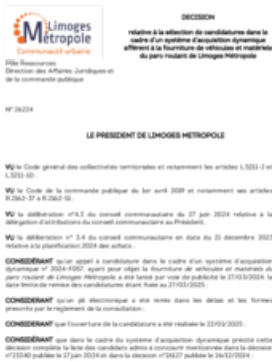 Limoges
Métropole
Communauté urbaine
Pôle Ressources
Direction des Affaires Juridiques et
de la commande publique
DECISION
relative à la sélection de candidatures dans le
cadre d'un système d'acquisition dynamique
afférent à la fourniture de véhicules et matériels
du parc roulant de Limoges Métropole
N° 26224
LE PRESIDENT DE LIMOGES METROPOLE
VU le Code général des collectivités territoriales et notamment les articles L.5211-2 et
L.5211-10 ;
VU le Code de la commande publique du 1er avril 2019 et notamment ses articles
R.2162-37 à R.2162-51 ;
VU la délibération n°4.3 du conseil communautaire du 27 juin 2024 relative à la
délégation d'attributions du conseil communautaire au Président.
VU la délibération n° 3.4 du conseil communautaire en date du 21 décembre 2023
relative à la planification 2024 des achats ;
CONSIDERANT qu'un appel à candidature dans le cadre d'un système d'acquisition
dynamique n° 2024-F057, ayant pour objet la fourniture de véhicules et matériels du
parc roulant de Limoges Métropole a été lancé par voie de publicité le 27/03/2024, la
date limite de remise des candidatures étant fixée au 27/03/2025 ;
CONSIDERANT qu'un pli électronique a été remis dans les délais et les formes
prescrits par le règlement de la consultation ;
CONSIDERANT que l'ouverture de la candidature a été réalisée le 22/01/2025 ;
CONSIDERANT que dans le cadre du système d'acquisition dynamique précité cette
décision complète la liste des candidats admis à concourir mentionnée dans la décision
n°23340 publiée le 17 juin 2024 et dans la décision n°26127 publiée le 26/12/2024 ;